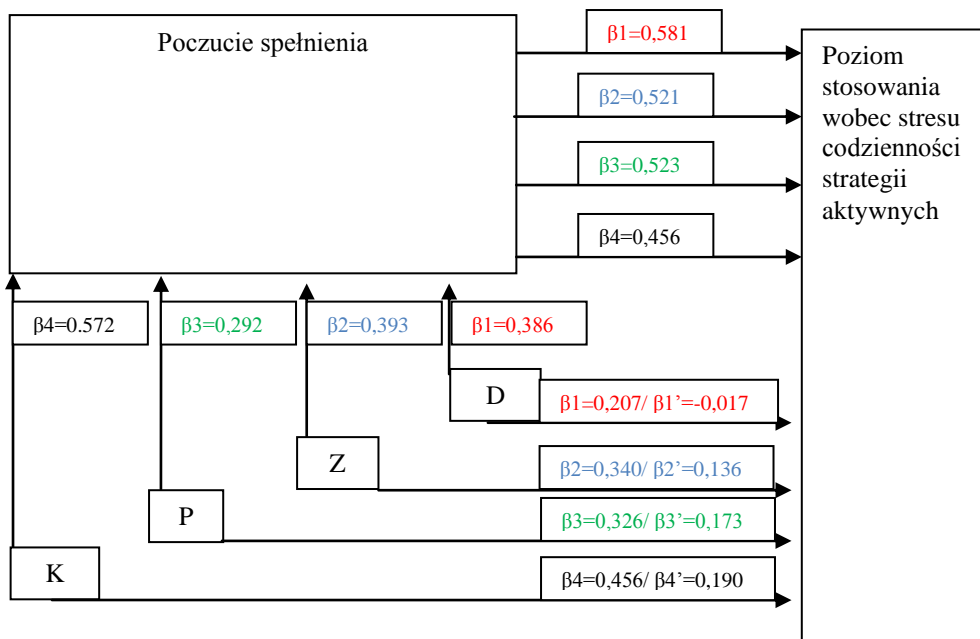 Poczucie spełnienia
β1=0,581
β2=0,521
β3=0,523
β4=0,456
Poziom
stosowania
wobec stresu
codzienności
strategii
aktywnych
β4=0.572
β3=0,292
β2=0,393
β1=0,386
D
β1=0,207/ β1’=-0,017
Z
β2=0,340/ β2’=0,136
P
β3=0,326/ β3’=0,173
K
β4=0,456/ β4’=0,190